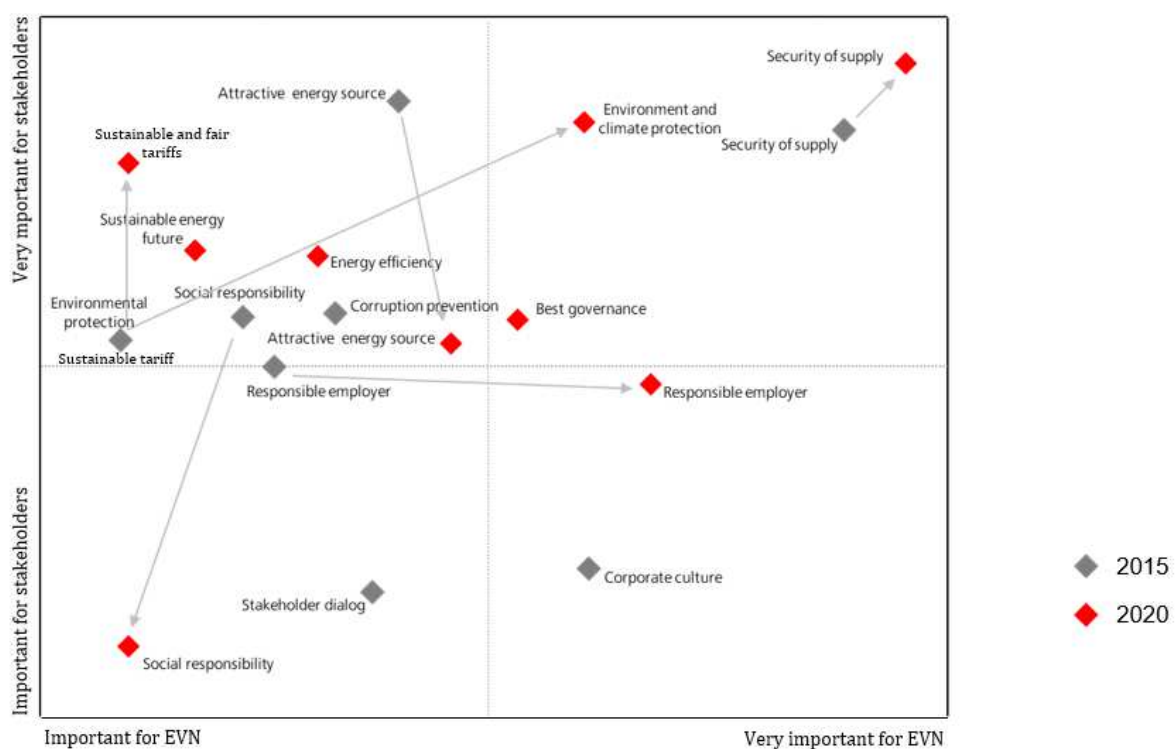 Very mportant for stakeholders
Important for stakeholders
Security of supply
Attractive energy source
Environment and
climate protection
Security of supply
Sustainable and fair
tariffs
Sustainable energy
future
Energy efficiency
Social responsibility
Environmental
protection
Corruption prevention
Best governance
Attractive energy source
Sustainable tariff
Responsible employer
Responsible employer
Corporate culture
Stakeholder dialog
Social responsibility
2015
2020
Important for EVN
Very important for EVN